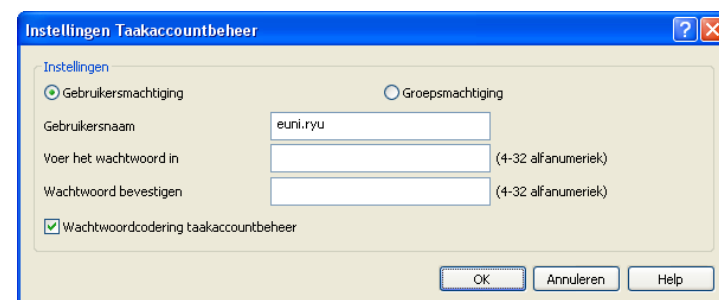 Instellingen Taakaccountbeheer
Instellingen
Gebruikersmachtiging Groepsmachtiging
Gebruikersnaam euni.ryu
Voer het wachtwoord in (4-32 alfanumeriek)
Wachtwoord bevestigen (4-32 alfanumeriek)
Wachtwoordcodering taakaccountbeheer
OK Annuleren Help